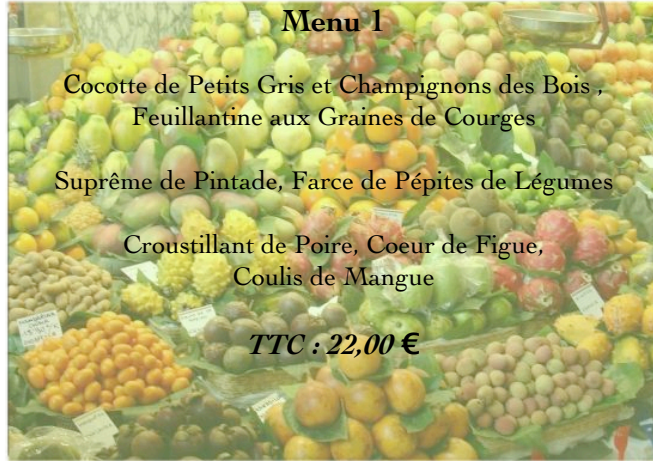 Menu 1
Cocotte de Petits Gris et Champignons des Bois ,
Feuillantine aux Graines de Courges
Suprême de Pintade, Farce de Pépites de Légumes
Croustillant de Poire, Coeur de Figue,
Coulis de Mangue
TTC : 22,00 €